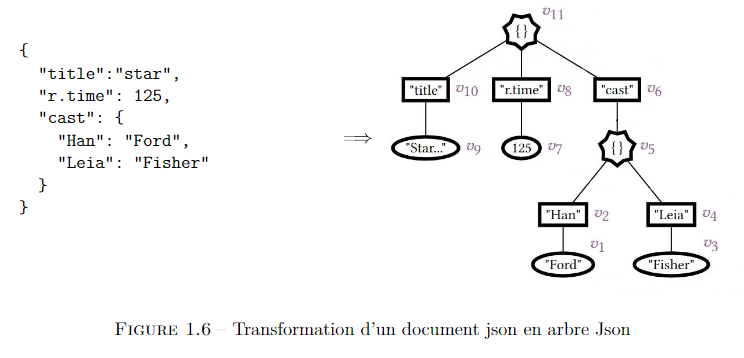 {
"title":"star",
"r.time": 125,
"cast": {
"Han": "Ford",
"Leia": "Fisher"
}
}
⟹
{} v11
"title" v10 "r.time" v8 "cast" v6
"Star..." v9 125 v7 {} v5
"Han" v2 "Leia" v4
"Ford" v1 "Fisher" v3
FIGURE 1.6 – Transformation d'un document json en arbre Json